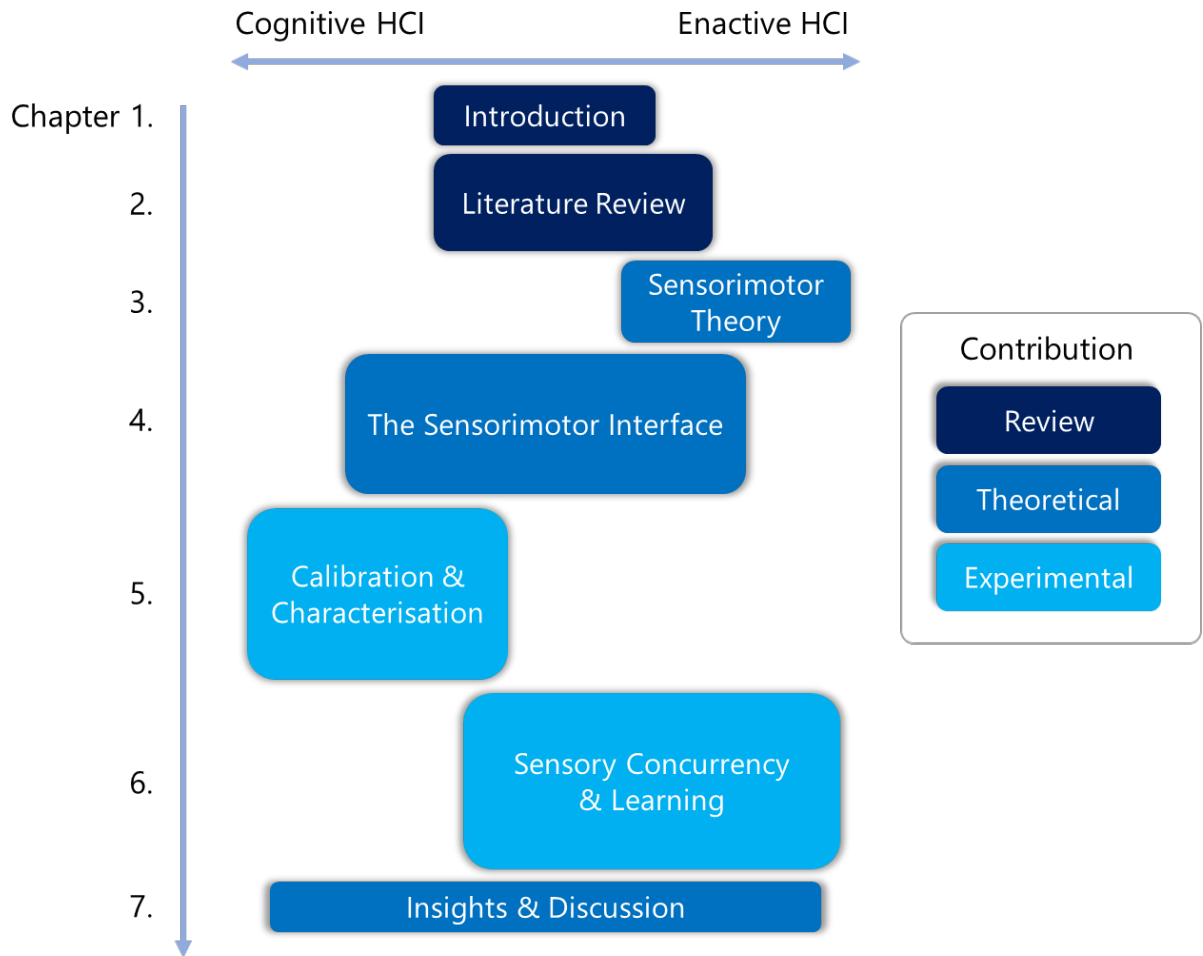 Cognitive HCI
Enactive HCI
Chapter 1.
Introduction
2.
Literature Review
3.
Sensorimotor
Theory
4.
The Sensorimotor Interface
5.
Calibration &
Characterisation
6.
Sensory Concurrency
& Learning
7.
Insights & Discussion
Contribution
Review
Theoretical
Experimental